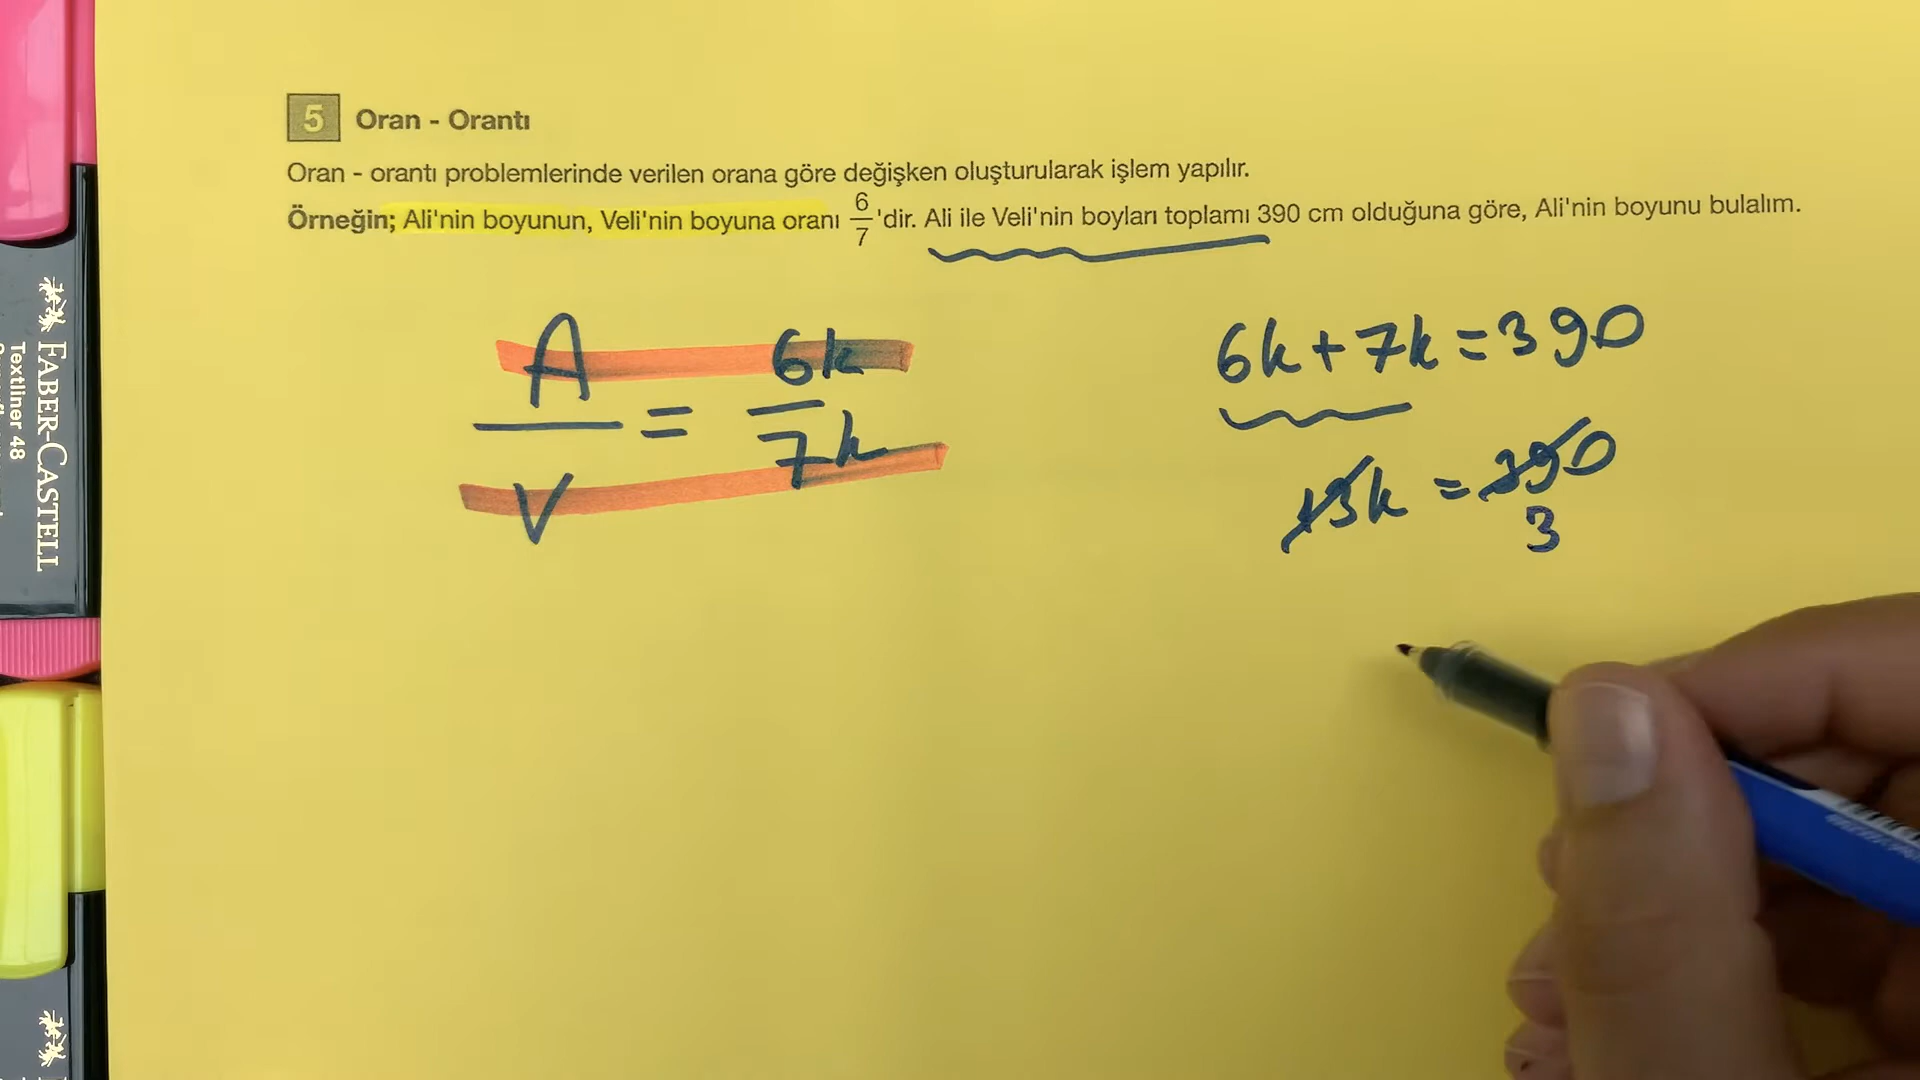 5 Oran - Orantı
Oran - orantı problemlerinde verilen orana göre değişken oluşturularak işlem yapılır.
Örneğin; Ali'nin boyunun, Veli'nin boyuna oranı 6/7'dir. Ali ile Veli'nin boyları toplamı 390 cm olduğuna göre, Ali'nin boyunu bulalım.
A/V = 6k/7k
6k+7k=390
13k = 390
3
FABER-CASTELL
Textliner 48